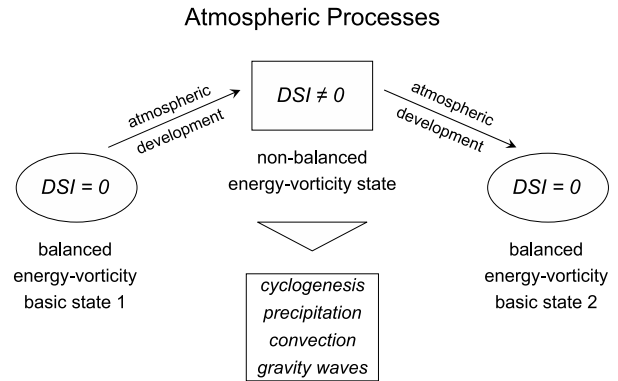 Atmospheric Processes
atmospheric
development
DSI ≠ 0
atmospheric
development
non-balanced
energy-vorticity state
DSI = 0
balanced
energy-vorticity
basic state 1
DSI = 0
balanced
energy-vorticity
basic state 2
cyclogenesis
precipitation
convection
gravity waves